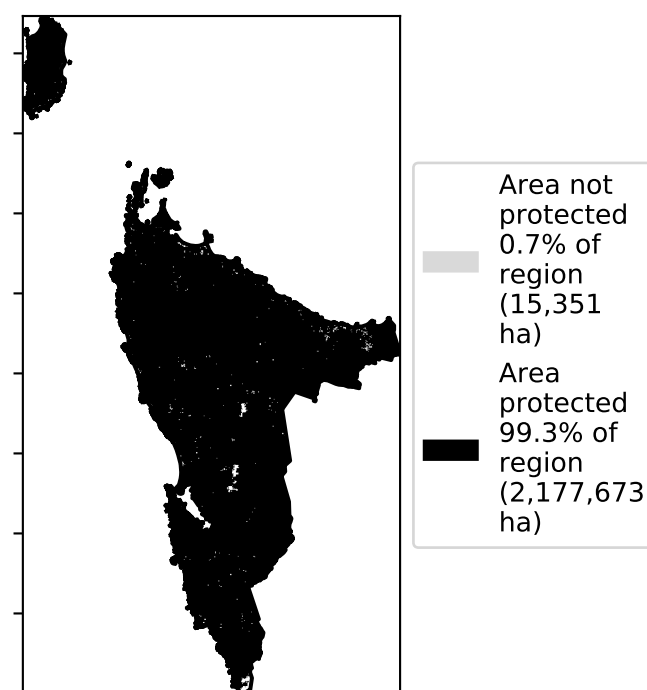 Area not
protected
0.7% of
region
(15,351
ha)
Area
protected
99.3% of
region
(2,177,673
ha)